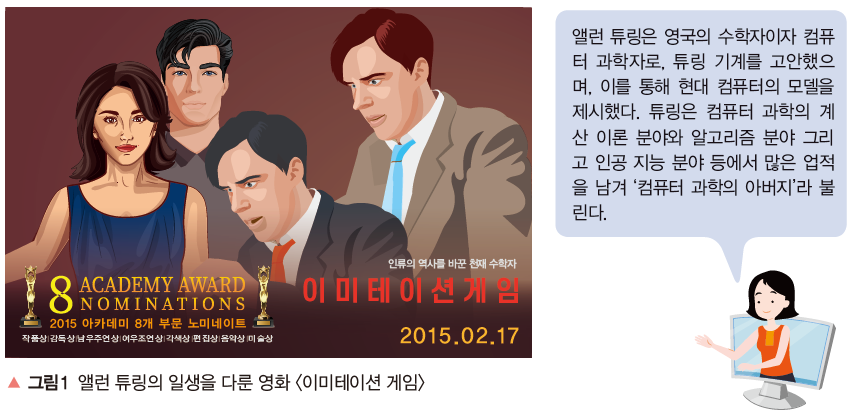 인류의 역사를 바꾼 천재 수학자
이미테이션게임
8 ACADEMY AWARD
NOMINATIONS
2015 아카데미 8개 부문 노미네이트
작품상|감독상|남우주연상|여우조연상|각색상|편집상|음악상|미술상
2015.02.17
▲ 그림1 앨런 튜링의 일생을 다룬 영화 〈이미테이션 게임〉
앨런 튜링은 영국의 수학자이자 컴퓨
터 과학자로, 튜링 기계를 고안했으
며, 이를 통해 현대 컴퓨터의 모델을
제시했다. 튜링은 컴퓨터 과학의 계
산 이론 분야와 알고리즘 분야 그리
고 인공 지능 분야 등에서 많은 업적
을 남겨 ‘컴퓨터 과학의 아버지’라 불
린다.